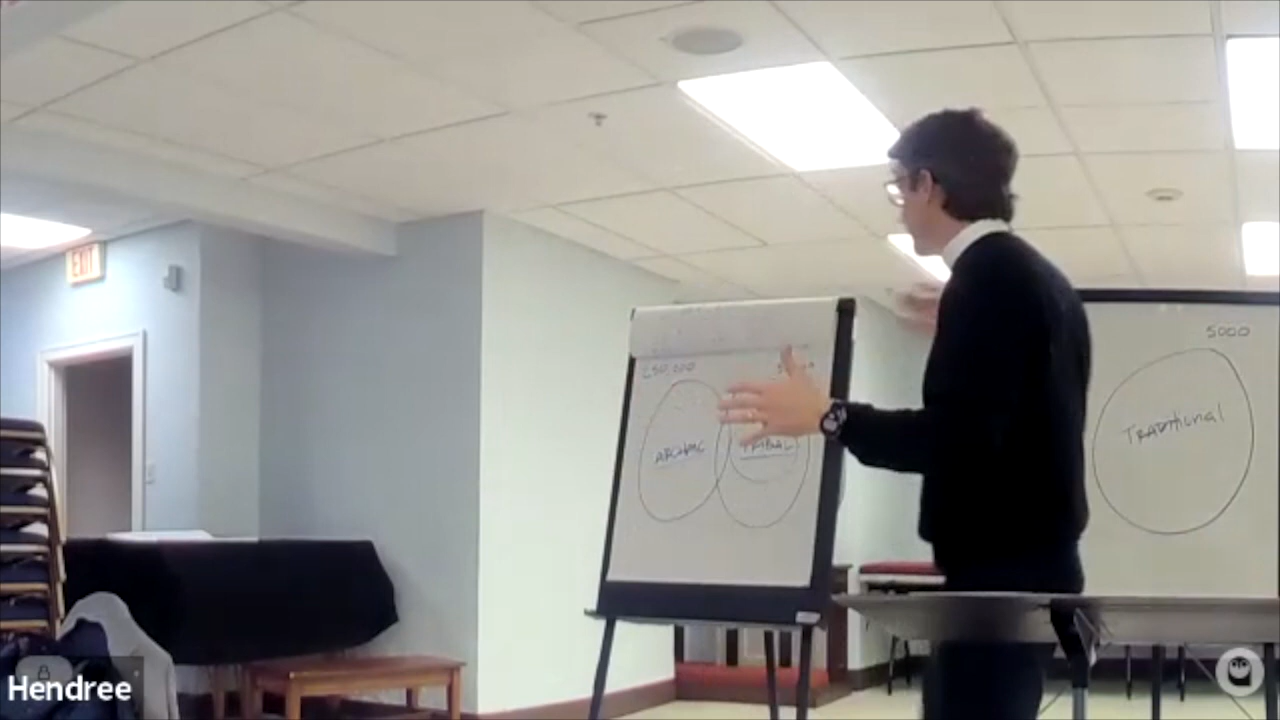 EXIT
250,000
ARCHAIC
TRIBAL
5000
TRADITIONAL
Hendree